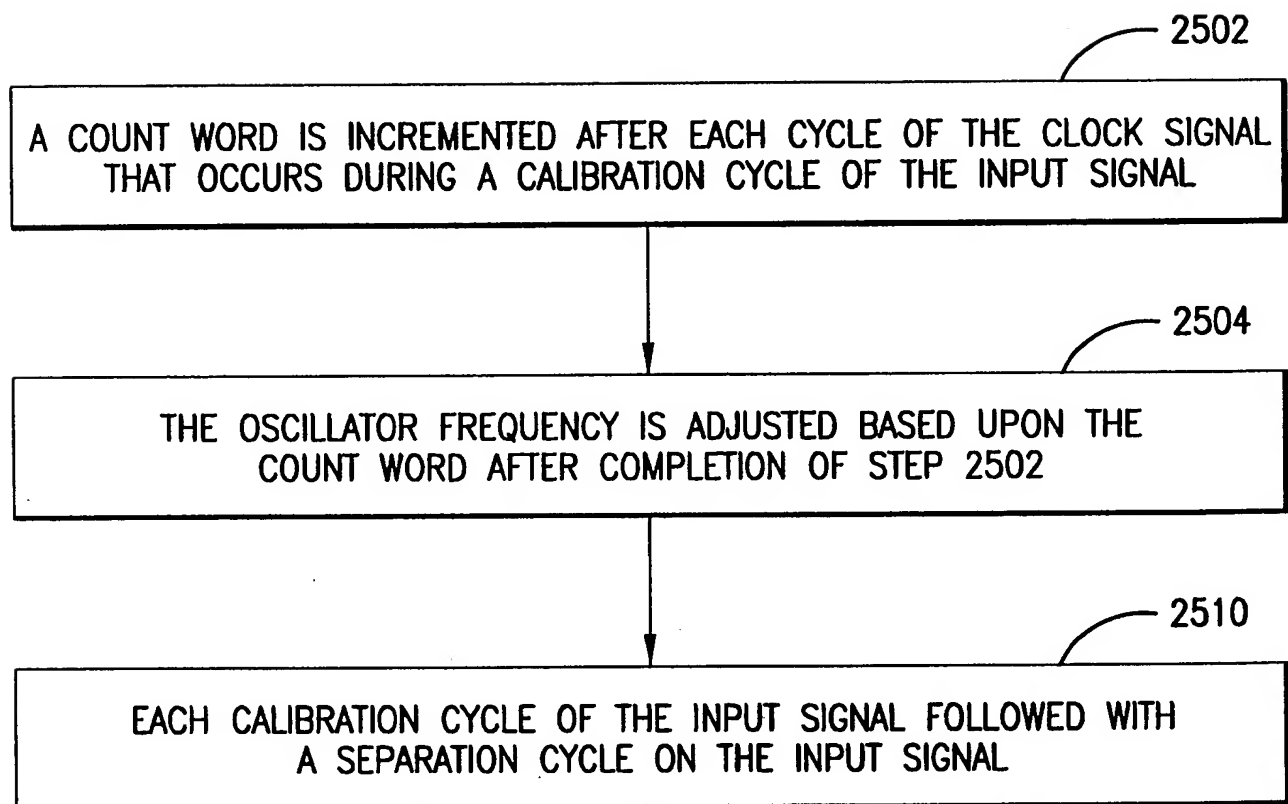 2502
A COUNT WORD IS INCREMENTED AFTER EACH CYCLE OF THE CLOCK SIGNAL
THAT OCCURS DURING A CALIBRATION CYCLE OF THE INPUT SIGNAL
2504
THE OSCILLATOR FREQUENCY IS ADJUSTED BASED UPON THE
COUNT WORD AFTER COMPLETION OF STEP 2502
2510
EACH CALIBRATION CYCLE OF THE INPUT SIGNAL FOLLOWED WITH
A SEPARATION CYCLE ON THE INPUT SIGNAL